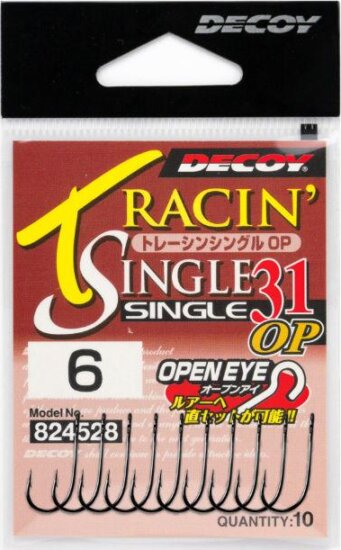 DECOY
DECOY
TRACIN'
トレーシンシングルOP
SINGLE31
SINGLE
OP
6
OPEN EYE
オープンアイ
ルアーへ
直セットが可能!!
Model No.
824528
DECOY
QUANTITY:10